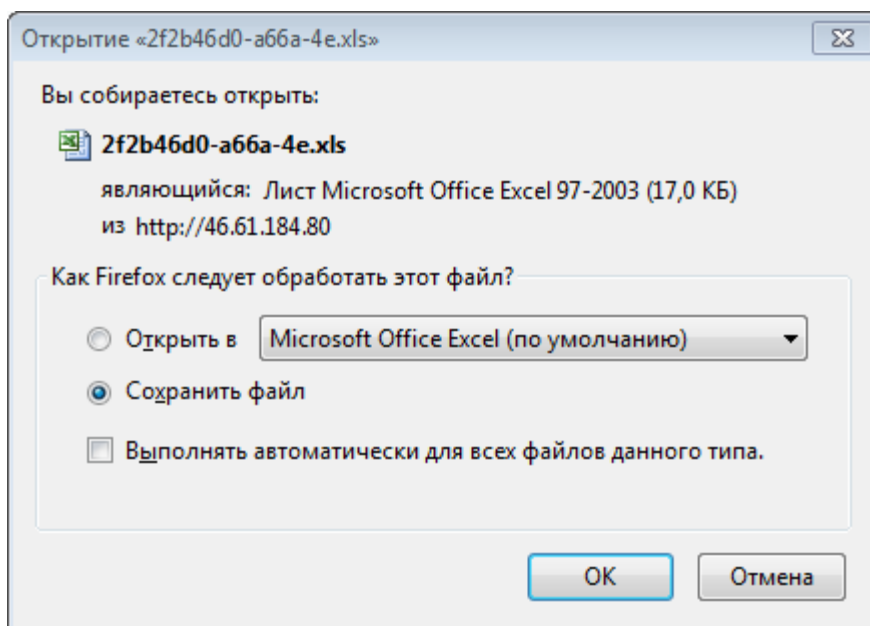 Открытие «2f2b46d0-a66a-4e.xls»
Вы собираетесь открыть:
2f2b46d0-a66a-4e.xls
являющийся: Лист Microsoft Office Excel 97-2003 (17,0 КБ)
из http://46.61.184.80
Как Firefox следует обработать этот файл?
Открыть в Microsoft Office Excel (по умолчанию)
Сохранить файл
Выполнять автоматически для всех файлов данного типа.
ОК Отмена